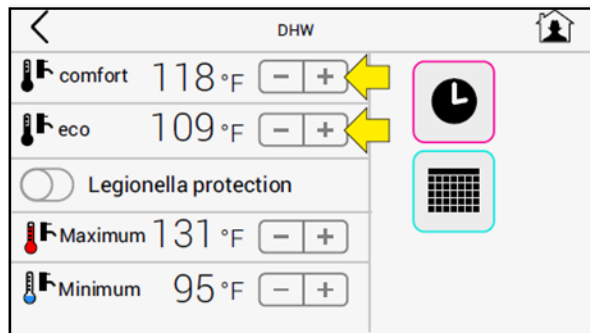 DHW
comfort 118 °F − +
eco 109 °F − +
Legionella protection
Maximum 131 °F − +
Minimum 95 °F − +